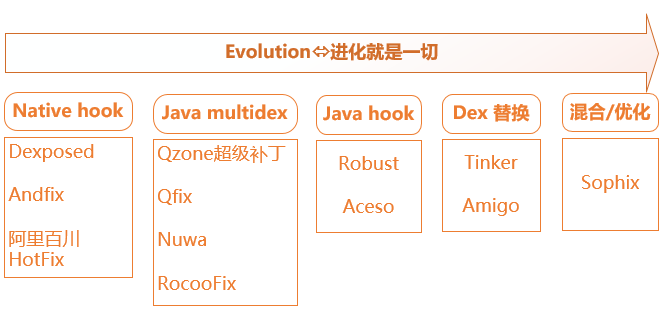 Evolution⇔进化就是一切
Native hook
Dexposed
Andfix
阿里百川
HotFix
Java multidex
Qzone超级补丁
Qfix
Nuwa
RocooFix
Java hook
Robust
Aceso
Dex 替换
Tinker
Amigo
混合/优化
Sophix